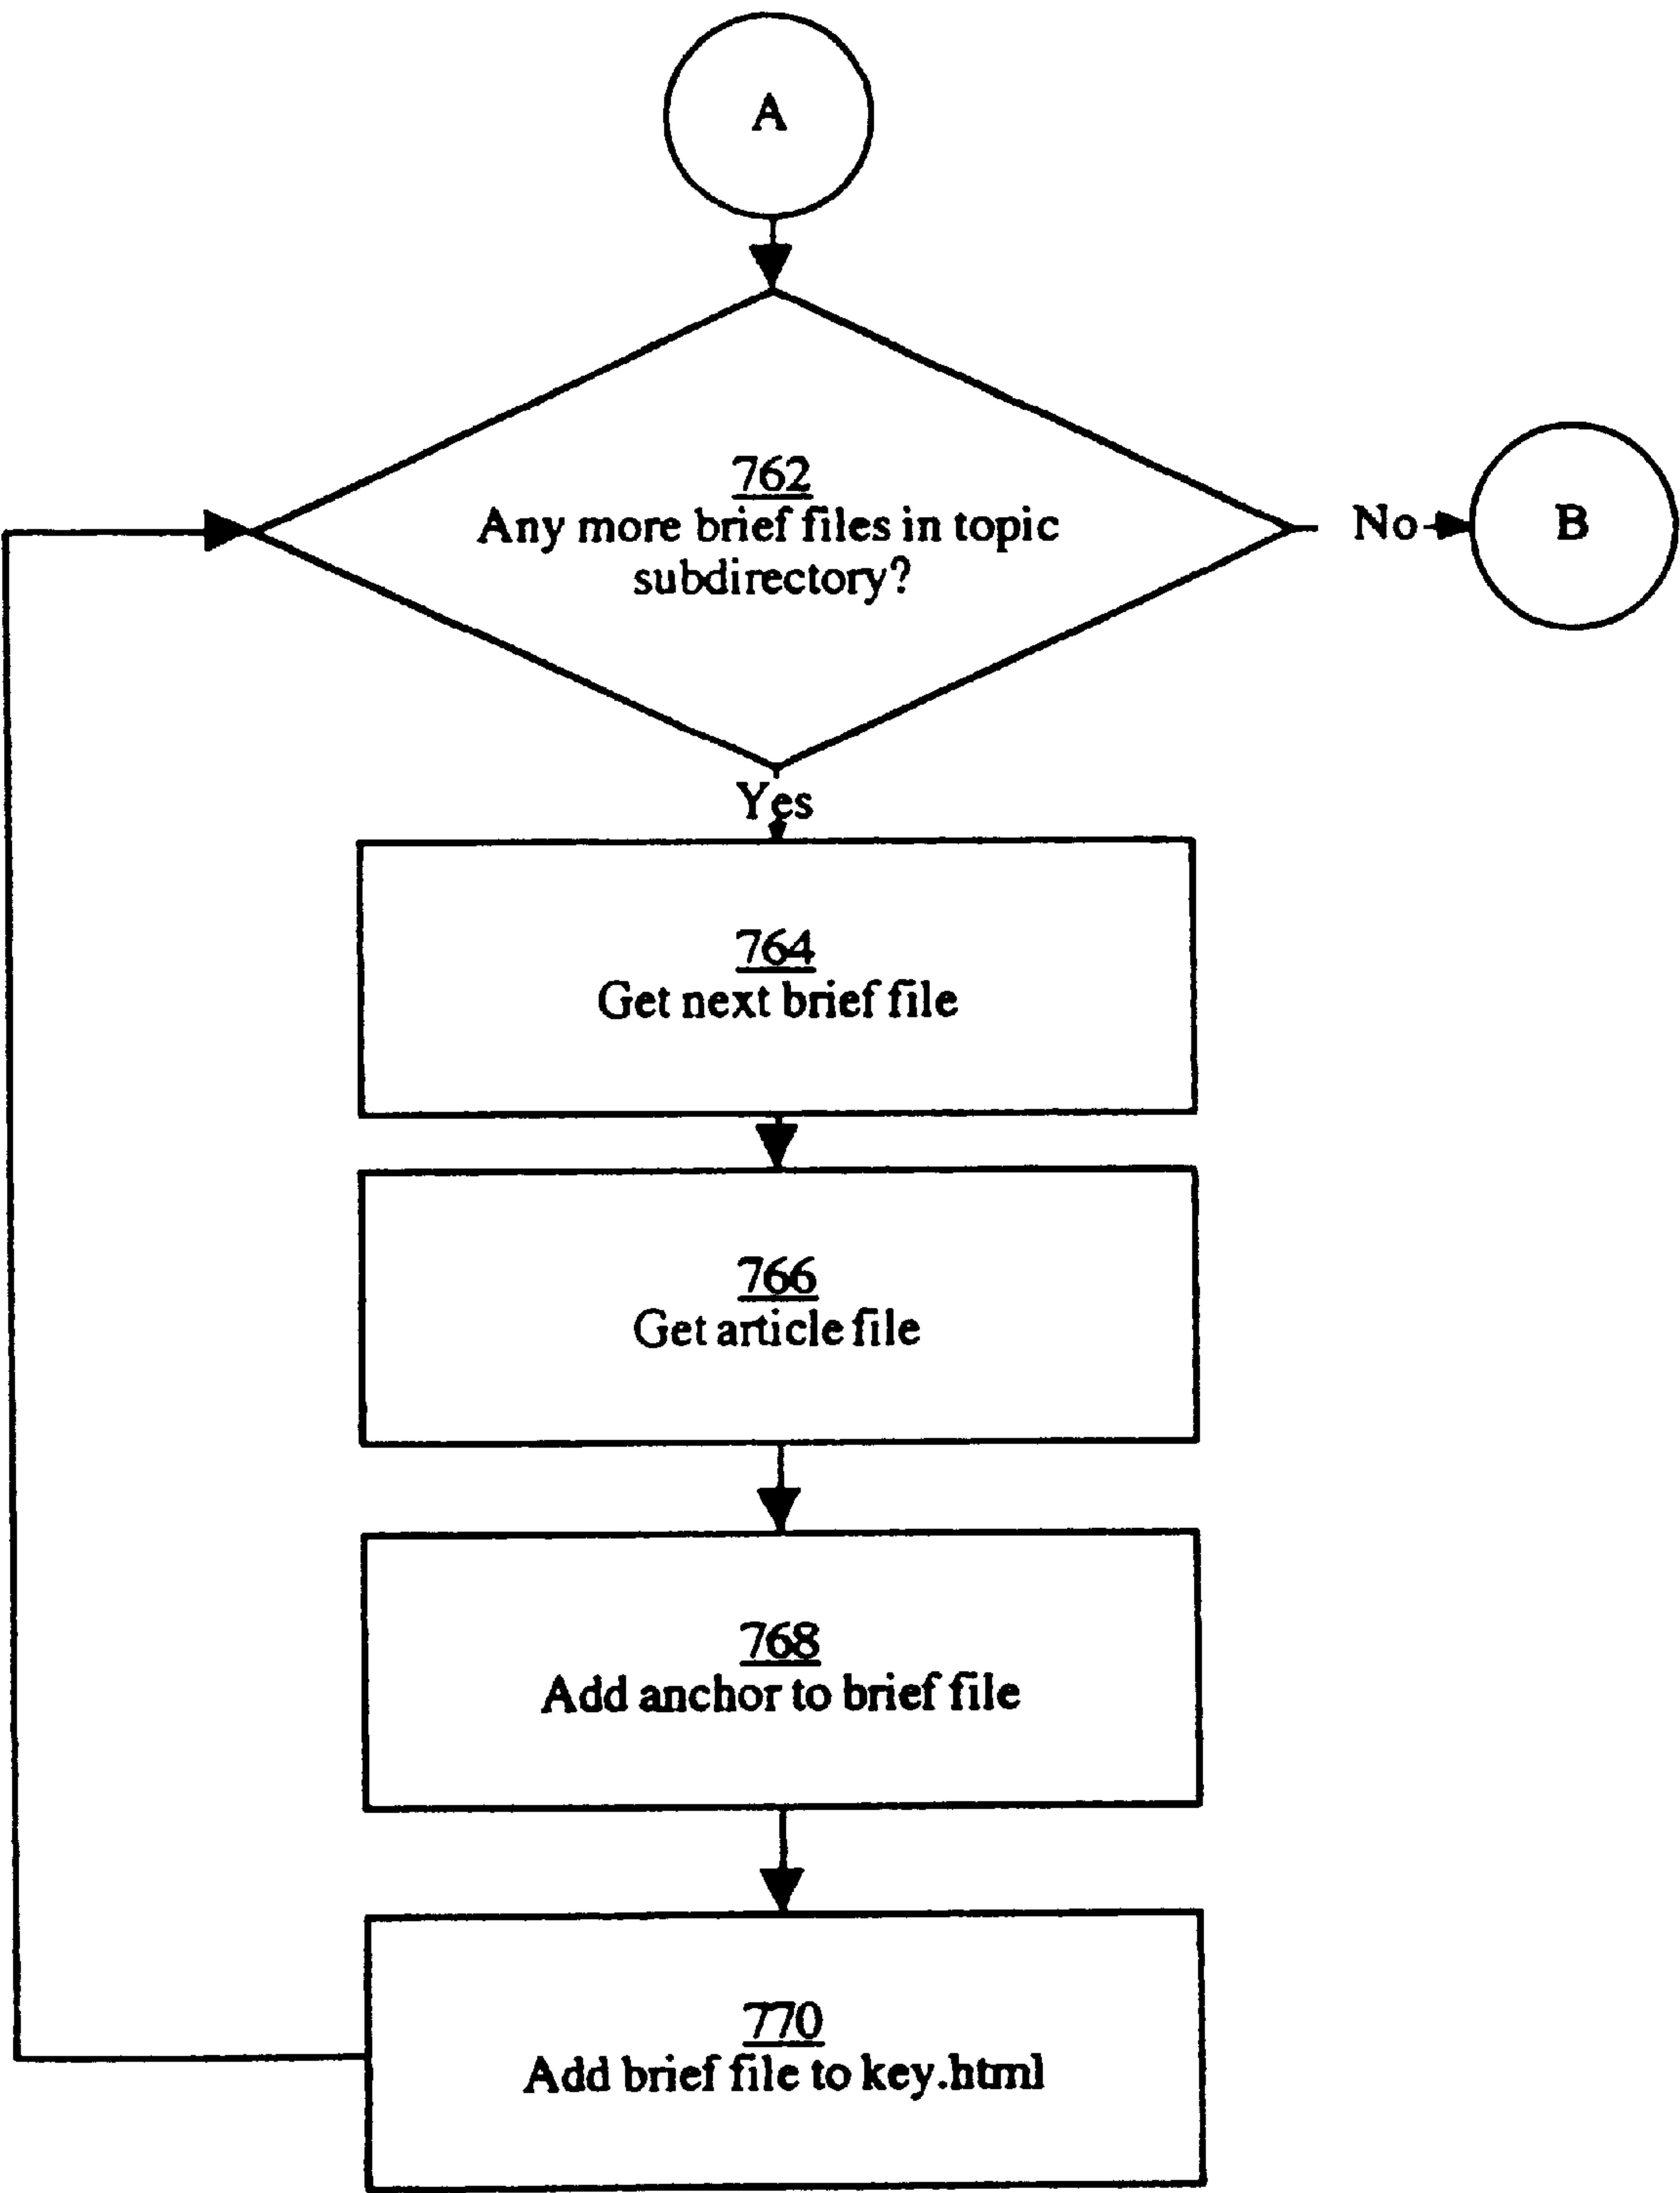 A
762
Any more brief files in topic
subdirectory?
No
B
Yes
764
Get next brief file
766
Get article file
768
Add anchor to brief file
770
Add brief file to key.html